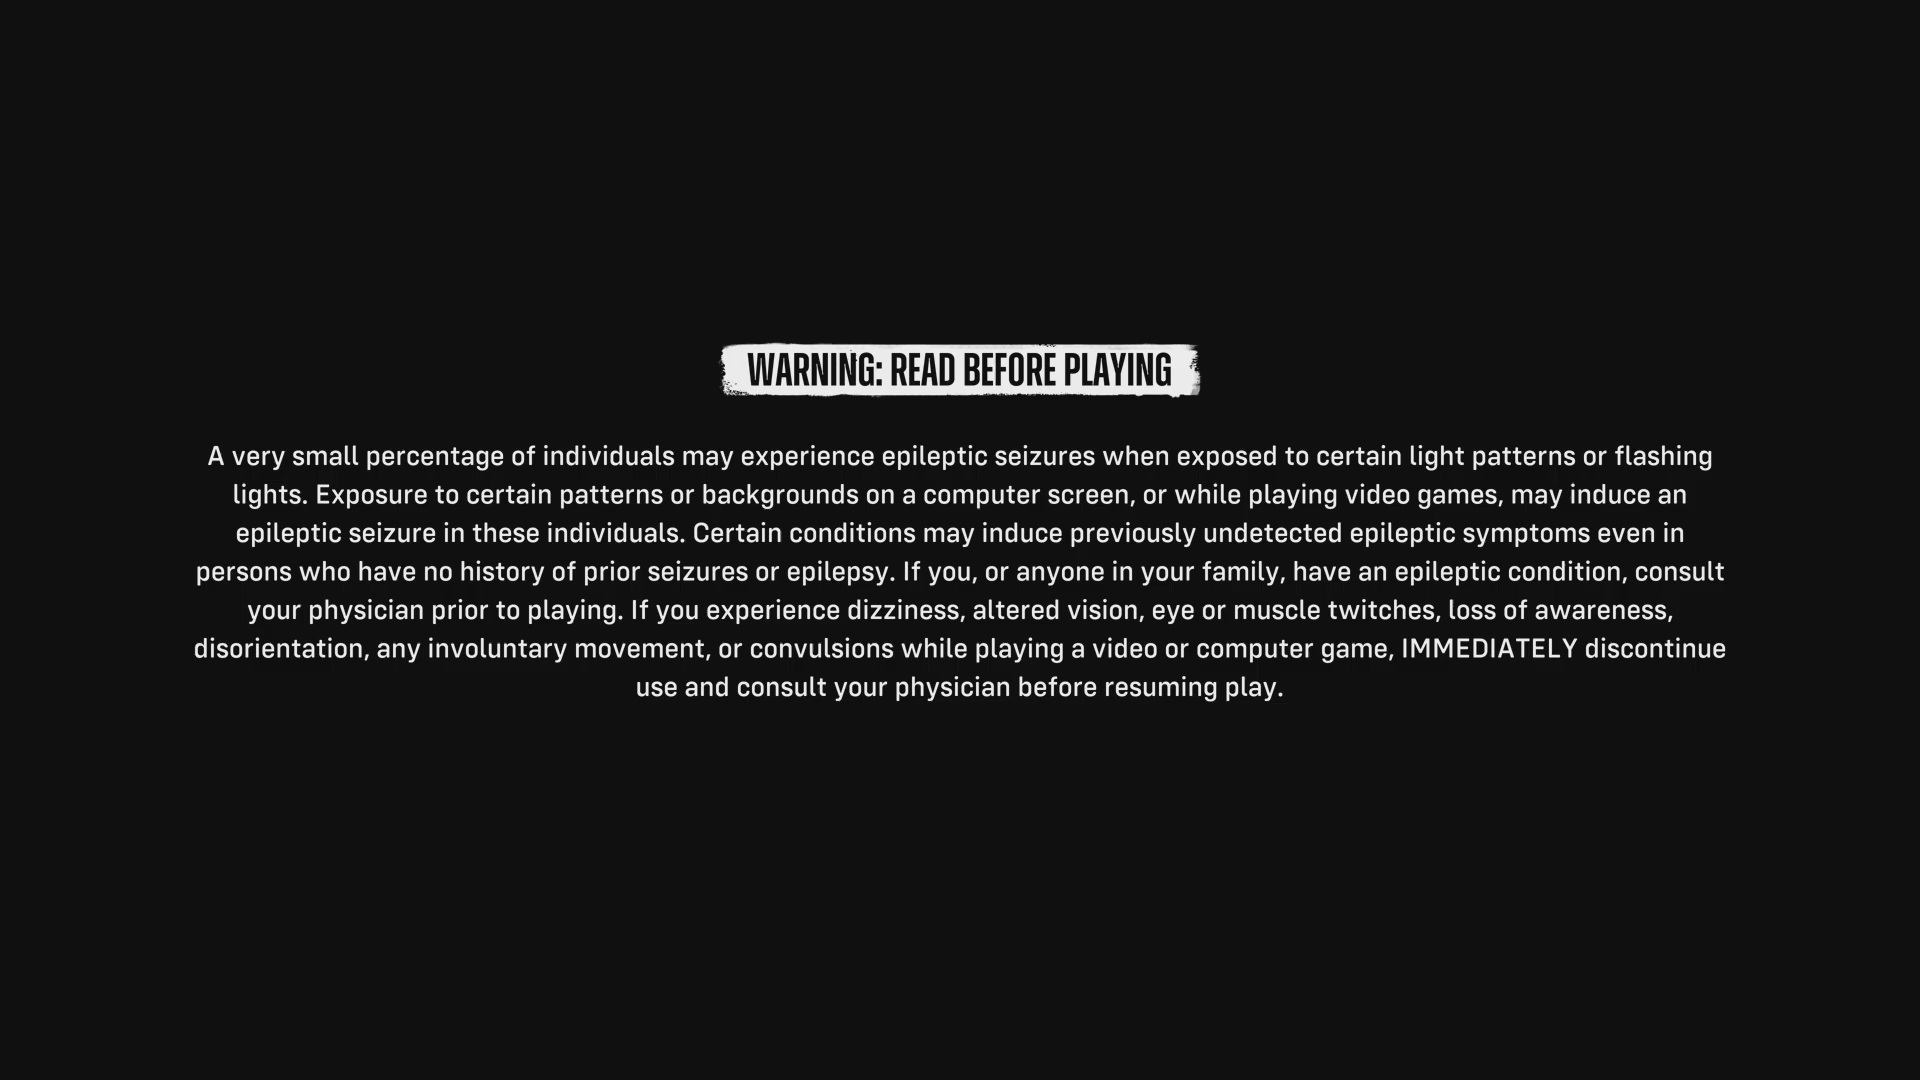 WARNING: READ BEFORE PLAYING
A very small percentage of individuals may experience epileptic seizures when exposed to certain light patterns or flashing
lights. Exposure to certain patterns or backgrounds on a computer screen, or while playing video games, may induce an
epileptic seizure in these individuals. Certain conditions may induce previously undetected epileptic symptoms even in
persons who have no history of prior seizures or epilepsy. If you, or anyone in your family, have an epileptic condition, consult
your physician prior to playing. If you experience dizziness, altered vision, eye or muscle twitches, loss of awareness,
disorientation, any involuntary movement, or convulsions while playing a video or computer game, IMMEDIATELY discontinue
use and consult your physician before resuming play.